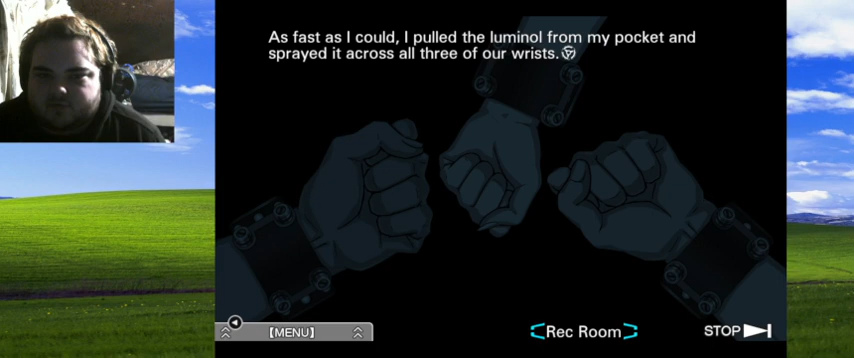 As fast as I could, I pulled the luminol from my pocket and
sprayed it across all three of our wrists.
[MENU]
Rec Room
STOP